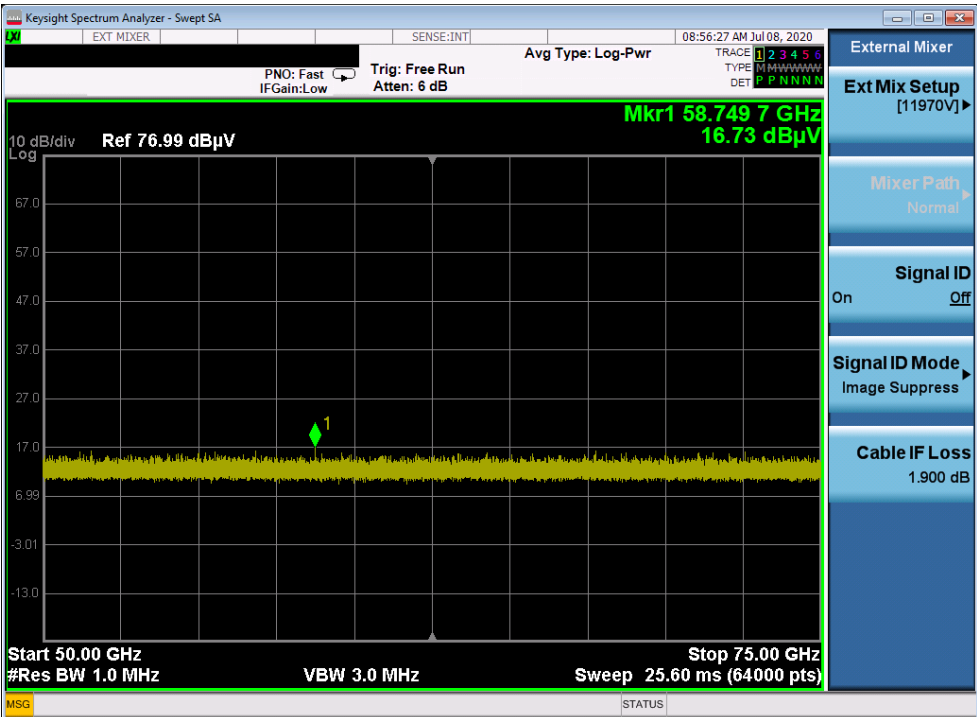 Keysight Spectrum Analyzer - Swept SA
LXI EXT MIXER SENSE:INT 08:56:27 AM Jul 08, 2020
PNO: Fast
IFGain:Low
Trig: Free Run
Atten: 6 dB
Avg Type: Log-Pwr
TRACE 1 2 3 4 5 6
TYPE M M W W W W
DET P P N N N N
Mkr1 58.749 7 GHz
16.73 dBµV
10 dB/div Ref 76.99 dBµV
Log
67.0
57.0
47.0
37.0
27.0
1
17.0
6.99
-3.01
-13.0
Start 50.00 GHz Stop 75.00 GHz
#Res BW 1.0 MHz VBW 3.0 MHz Sweep 25.60 ms (64000 pts)
MSG STATUS
External Mixer
Ext Mix Setup
[11970V]
Mixer Path
Normal
Signal ID
On Off
Signal ID Mode
Image Suppress
Cable IF Loss
1.900 dB